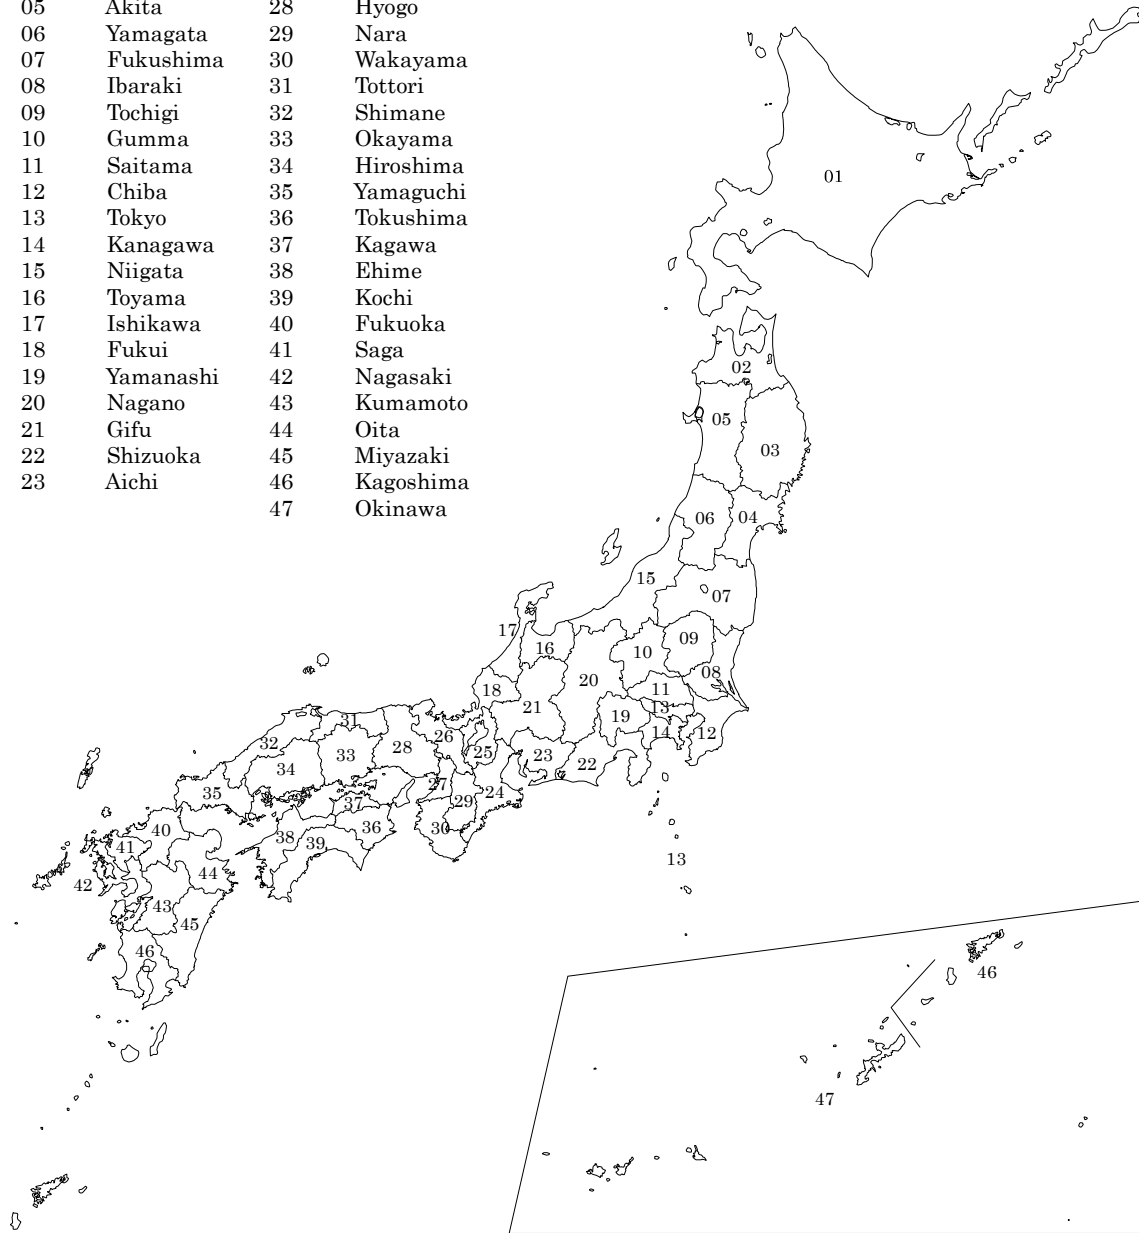 05 Akita 28 Hyogo
06 Yamagata 29 Nara
07 Fukushima 30 Wakayama
08 Ibaraki 31 Tottori
09 Tochigi 32 Shimane
10 Gumma 33 Okayama
11 Saitama 34 Hiroshima
12 Chiba 35 Yamaguchi
13 Tokyo 36 Tokushima
14 Kanagawa 37 Kagawa
15 Niigata 38 Ehime
16 Toyama 39 Kochi
17 Ishikawa 40 Fukuoka
18 Fukui 41 Saga
19 Yamanashi 42 Nagasaki
20 Nagano 43 Kumamoto
21 Gifu 44 Oita
22 Shizuoka 45 Miyazaki
23 Aichi 46 Kagoshima
47 Okinawa
01
02
05
03
06
04
15
07
17
16
10
09
20
08
18
11
21
19
13
31
26
14
12
32
33
28
25
23
22
34
27
24
35
37
29
40
36
30
41
38
39
44
42
43
45
46
13
46
47